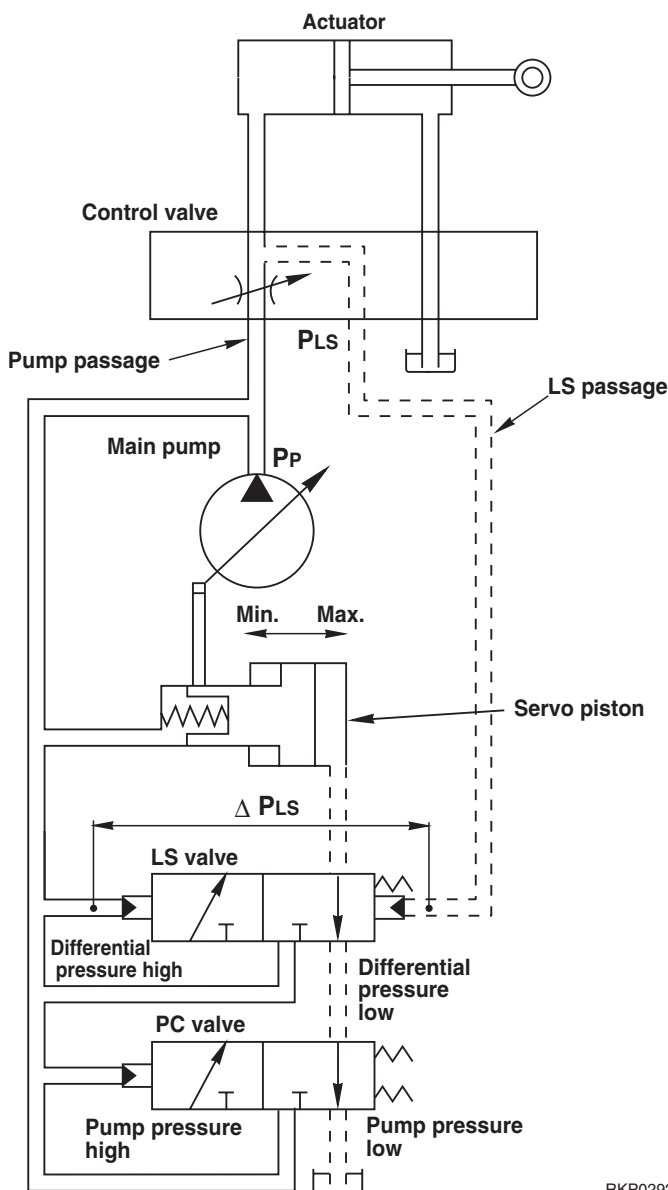 Actuator
Control valve
PLS
Pump passage
LS passage
Main pump
PP
Min. Max.
Servo piston
Δ PLS
LS valve
Differential
pressure high
Differential
pressure
low
PC valve
Pump pressure
high
Pump pressure
low